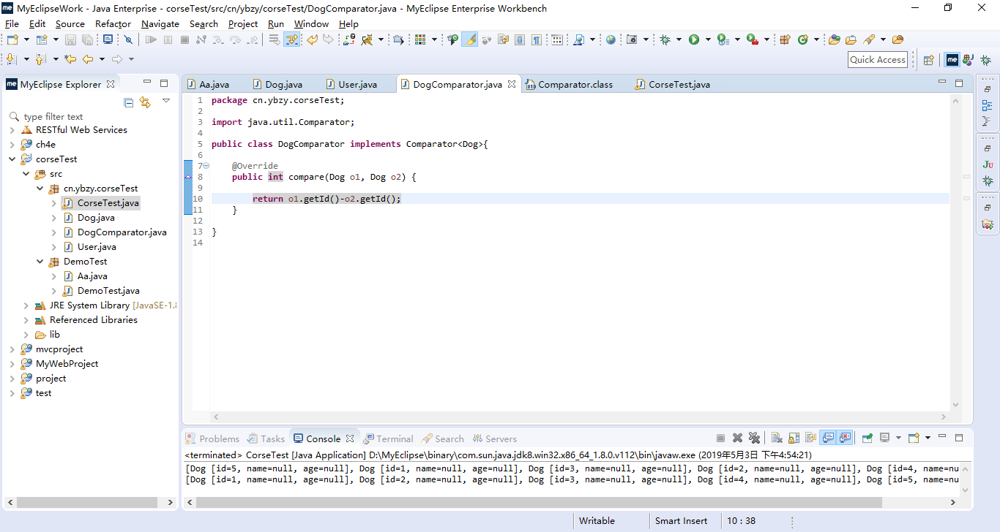 MyEclipseWork - Java Enterprise - corseTest/src/cn/ybzy/corseTest/DogComparator.java - MyEclipse Enterprise Workbench
File Edit Source Refactor Navigate Search Project Run Window Help
Quick Access
MyEclipse Explorer
type filter text
RESTful Web Services
ch4e
corseTest
src
cn.ybzy.corseTest
CorseTest.java
Dog.java
DogComparator.java
User.java
DemoTest
Aa.java
DemoTest.java
JRE System Library [JavaSE-1.8
Referenced Libraries
lib
mvcproject
MyWebProject
project
test
Aa.java Dog.java User.java DogComparator.java Comparator.class CorseTest.java
1 package cn.ybzy.corseTest;
2
3 import java.util.Comparator;
4
5 public class DogComparator implements Comparator<Dog>{
6
7 @Override
8 public int compare(Dog o1, Dog o2) {
9
10 return o1.getId()-o2.getId();
11 }
12
13 }
14
Problems Tasks Console Terminal Search Servers
<terminated> CorseTest [Java Application] D:\MyEclipse\binary\com.sun.java.jdk8.win32.x86_64_1.8.0.v112\bin\javaw.exe (2019年5月3日 下午4:54:21)
[Dog [id=5, name=null, age=null], Dog [id=1, name=null, age=null], Dog [id=3, name=null, age=null], Dog [id=2, name=null, age=null], Dog [id=4, name=nu
[Dog [id=1, name=null, age=null], Dog [id=2, name=null, age=null], Dog [id=3, name=null, age=null], Dog [id=4, name=null, age=null], Dog [id=5, name=nu
Writable Smart Insert 10 : 38